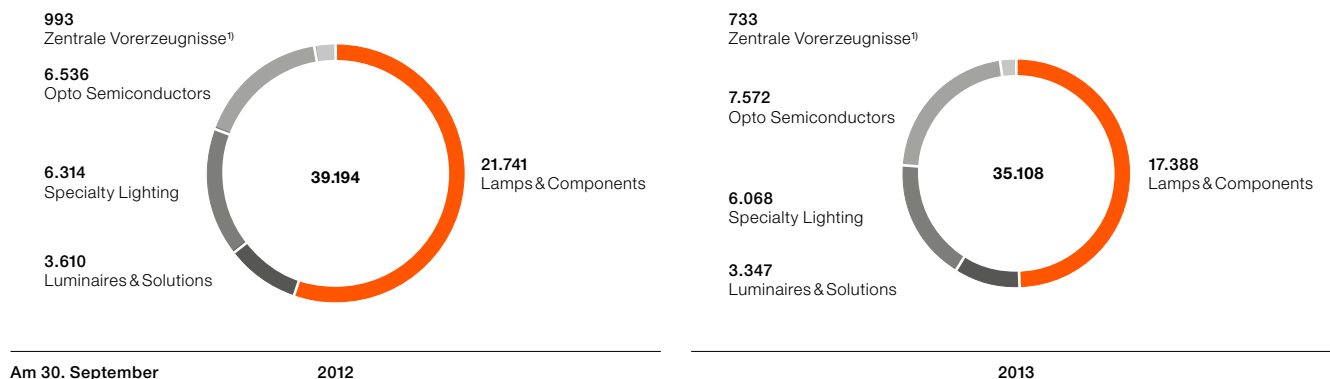 993
Zentrale Vorerzeugnisse¹⁾
6.536
Opto Semiconductors
6.314
Specialty Lighting
3.610
Luminaires & Solutions
39.194
21.741
Lamps & Components
733
Zentrale Vorerzeugnisse¹⁾
7.572
Opto Semiconductors
6.068
Specialty Lighting
3.347
Luminaires & Solutions
35.108
17.388
Lamps & Components
Am 30. September 2012 2013